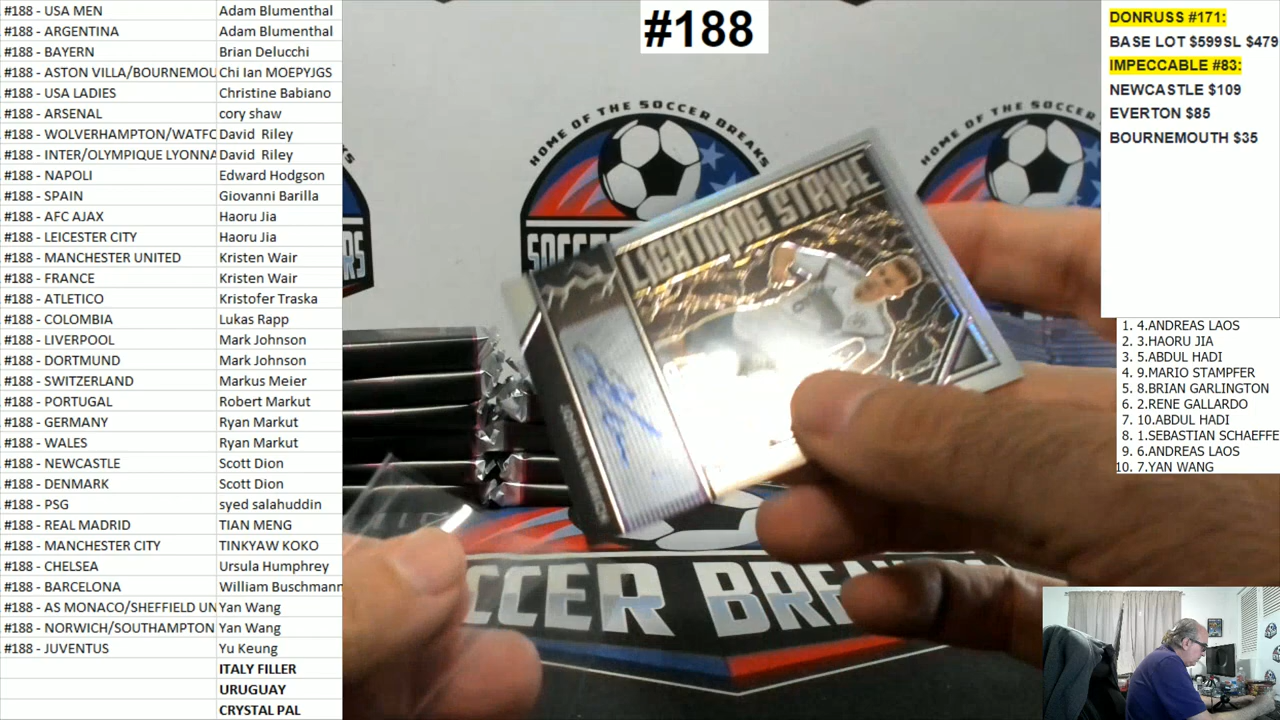 #188 - USA MEN Adam Blumenthal
#188 - ARGENTINA Adam Blumenthal
#188 - BAYERN Brian Delucchi
#188 - ASTON VILLA/BOURNEMOU Chi Ian MOEPYJGS
#188 - USA LADIES Christine Babiano
#188 - ARSENAL cory shaw
#188 - WOLVERHAMPTON/WATFC David Riley
#188 - INTER/OLYMPIQUE LYONNA David Riley
#188 - NAPOLI Edward Hodgson
#188 - SPAIN Giovanni Barilla
#188 - AFC AJAX Haoru Jia
#188 - LEICESTER CITY Haoru Jia
#188 - MANCHESTER UNITED Kristen Wair
#188 - FRANCE Kristen Wair
#188 - ATLETICO Kristofer Traska
#188 - COLOMBIA Lukas Rapp
#188 - LIVERPOOL Mark Johnson
#188 - DORTMUND Mark Johnson
#188 - SWITZERLAND Markus Meier
#188 - PORTUGAL Robert Markut
#188 - GERMANY Ryan Markut
#188 - WALES Ryan Markut
#188 - NEWCASTLE Scott Dion
#188 - DENMARK Scott Dion
#188 - PSG syed salahuddin
#188 - REAL MADRID TIAN MENG
#188 - MANCHESTER CITY TINKYAW KOKO
#188 - CHELSEA Ursula Humphrey
#188 - BARCELONA William Buschmann
#188 - AS MONACO/SHEFFIELD UN Yan Wang
#188 - NORWICH/SOUTHAMPTON Yan Wang
#188 - JUVENTUS Yu Keung
ITALY FILLER
URUGUAY
CRYSTAL PAL
#188
HOME OF THE SOCCER BREAKS
SOCCE
LIGHTNING STRIKE
CCER BREA
DONRUSS #171:
BASE LOT $599SL $479
IMPECCABLE #83:
NEWCASTLE $109
EVERTON $85
BOURNEMOUTH $35
1. 4.ANDREAS LAOS
2. 3.HAORU JIA
3. 5.ABDUL HADI
4. 9.MARIO STAMPFER
5. 8.BRIAN GARLINGTON
6. 2.RENE GALLARDO
7. 10.ABDUL HADI
8. 1.SEBASTIAN SCHAEFFE
9. 6.ANDREAS LAOS
10. 7.YAN WANG